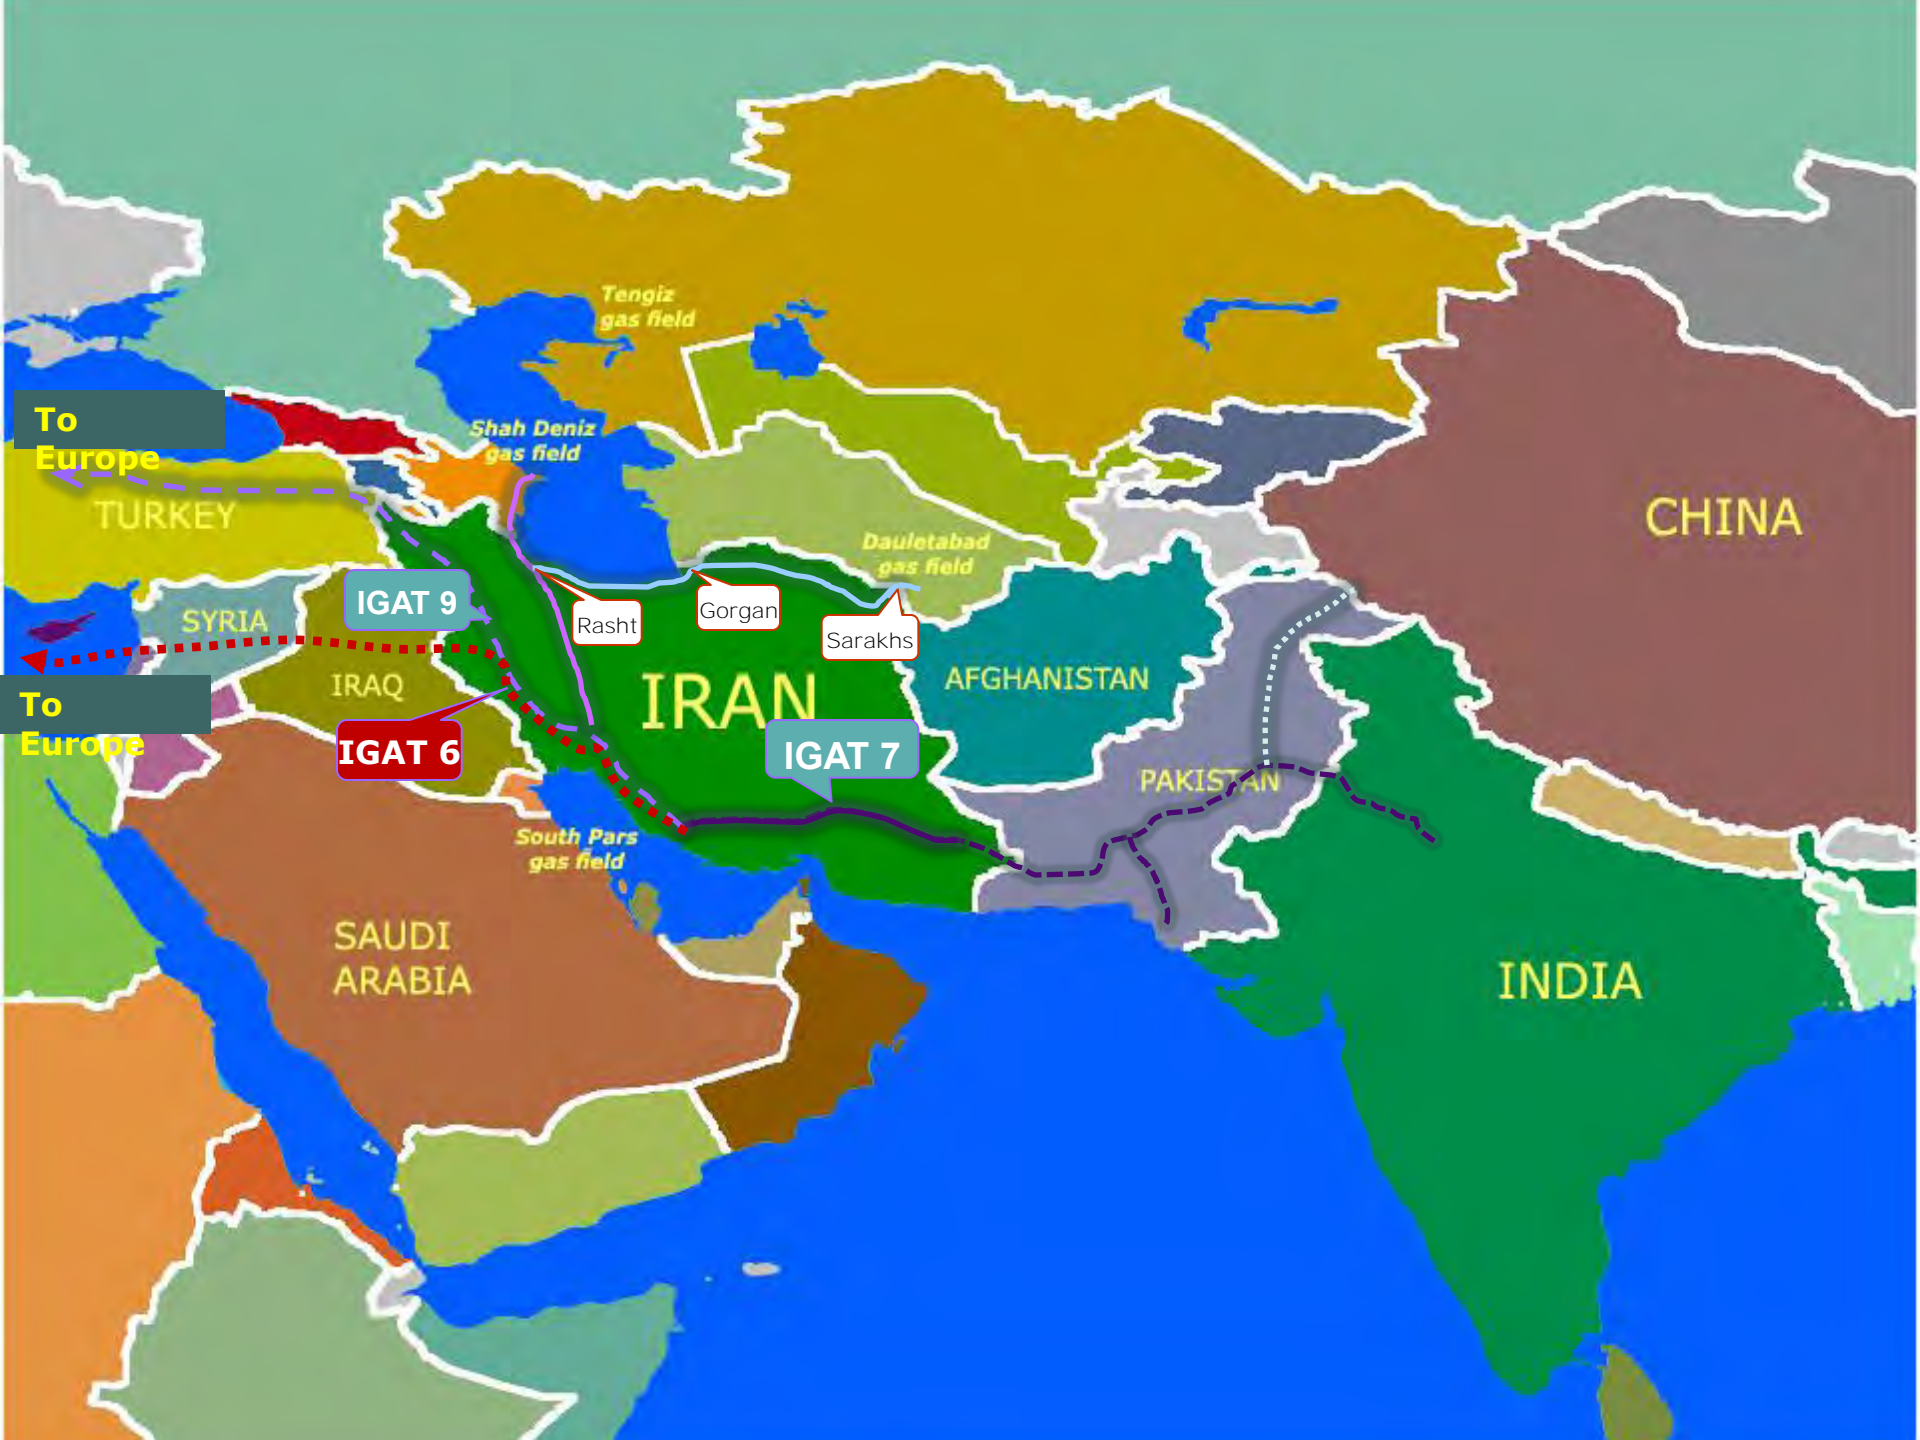 Tengiz
gas field
To
Europe
Shah Deniz
gas field
TURKEY
CHINA
Dauletabad
gas field
IGAT 9
SYRIA
Rasht
Gorgan
Sarakhs
IRAQ
IRAN
AFGHANISTAN
To
Europe
IGAT 6
IGAT 7
PAKISTAN
South Pars
gas field
SAUDI
ARABIA
INDIA